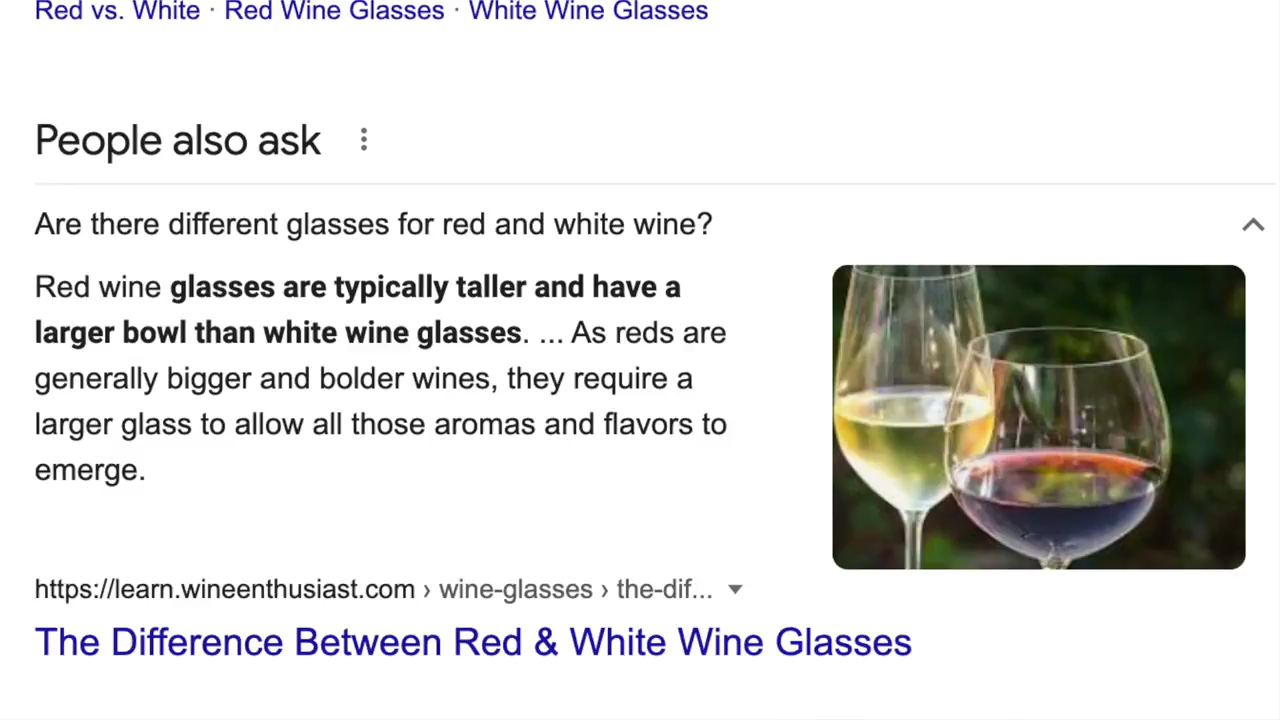 Red vs. White · Red Wine Glasses · White Wine Glasses
People also ask
Are there different glasses for red and white wine?
Red wine glasses are typically taller and have a
larger bowl than white wine glasses. ... As reds are
generally bigger and bolder wines, they require a
larger glass to allow all those aromas and flavors to
emerge.
https://learn.wineenthusiast.com › wine-glasses › the-dif...
The Difference Between Red & White Wine Glasses